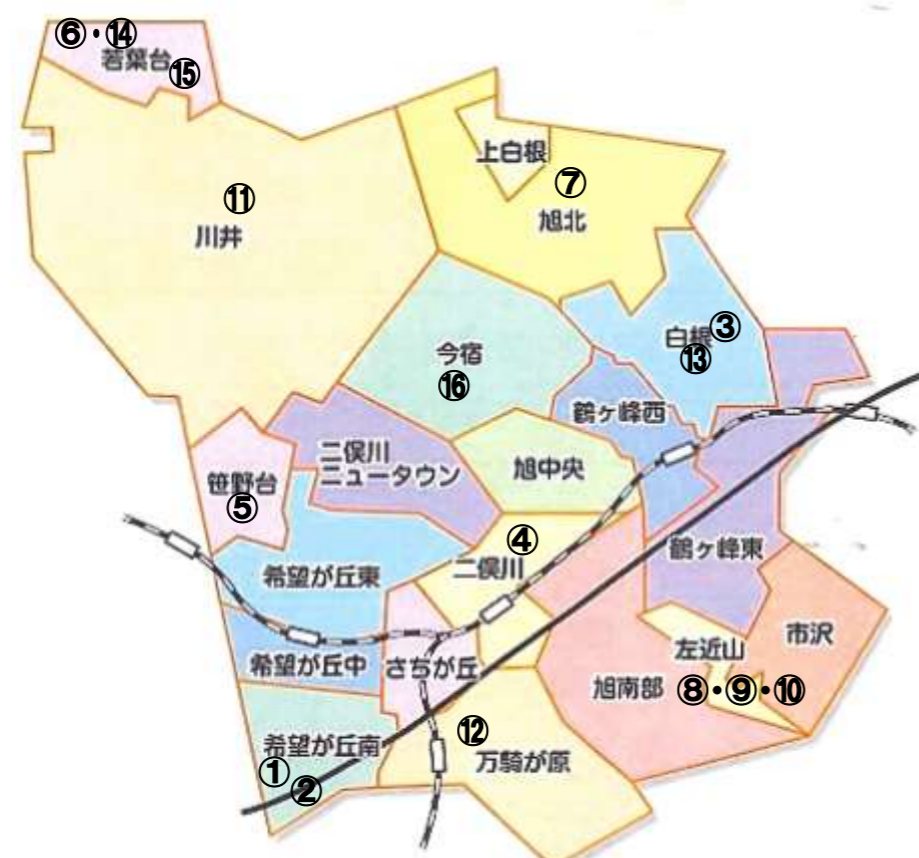 ⑥・⑭
若葉台
⑮
上白根
⑦
旭北
⑪
川井
③
白根
⑬
今宿
⑯
鶴ヶ峰西
二俣川
ニュータウン
旭中央
笹野台
⑤
④
二俣川
鶴ヶ峰東
希望が丘東
希望が丘中
さちが丘
左近山
市沢
旭南部
⑧・⑨・⑩
希望が丘南
①
②
⑫
万騎が原